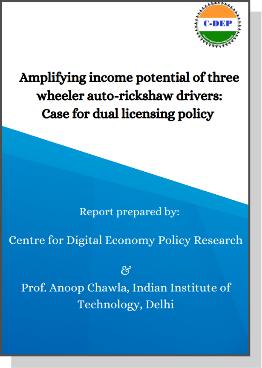 C-DEP
Amplifying income potential of three
wheeler auto-rickshaw drivers:
Case for dual licensing policy
Report prepared by:
Centre for Digital Economy Policy Research
&
Prof. Anoop Chawla, Indian Institute of
Technology, Delhi